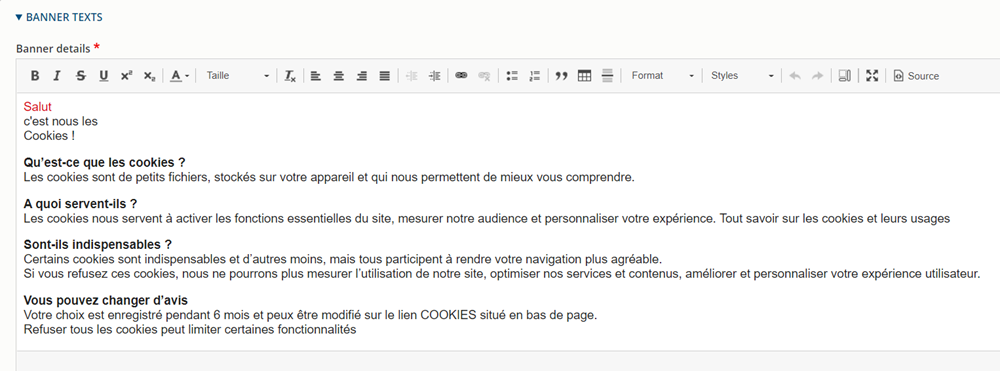 BANNER TEXTS
Banner details *
B I S U x² x₂ A Taille Ix Format Styles Source
Salut
c'est nous les
Cookies !
Qu’est-ce que les cookies ?
Les cookies sont de petits fichiers, stockés sur votre appareil et qui nous permettent de mieux vous comprendre.
A quoi servent-ils ?
Les cookies nous servent à activer les fonctions essentielles du site, mesurer notre audience et personnaliser votre expérience. Tout savoir sur les cookies et leurs usages
Sont-ils indispensables ?
Certains cookies sont indispensables et d’autres moins, mais tous participent à rendre votre navigation plus agréable.
Si vous refusez ces cookies, nous ne pourrons plus mesurer l’utilisation de notre site, optimiser nos services et contenus, améliorer et personnaliser votre expérience utilisateur.
Vous pouvez changer d’avis
Votre choix est enregistré pendant 6 mois et peux être modifié sur le lien COOKIES situé en bas de page.
Refuser tous les cookies peut limiter certaines fonctionnalités